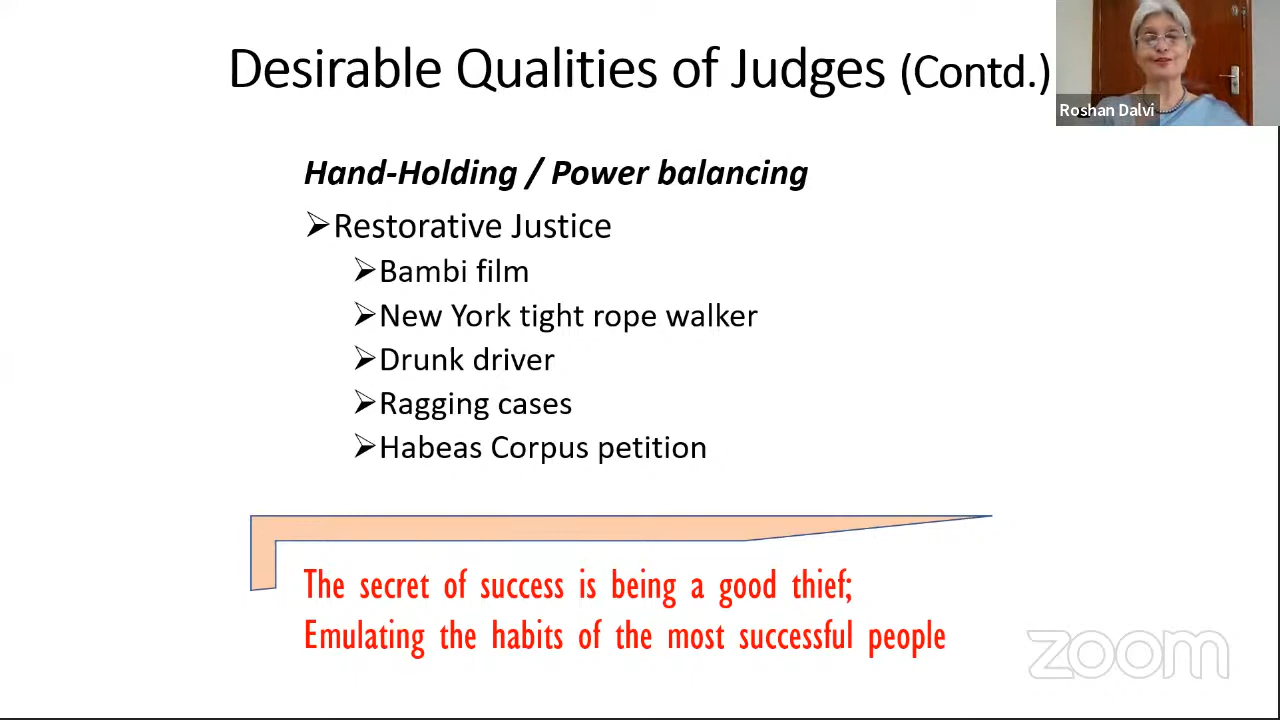 Desirable Qualities of Judges (Contd.)
Roshan Dalvi
Hand-Holding / Power balancing
➢Restorative Justice
➢Bambi film
➢New York tight rope walker
➢Drunk driver
➢Ragging cases
➢Habeas Corpus petition
The secret of success is being a good thief;
Emulating the habits of the most successful people
zoom